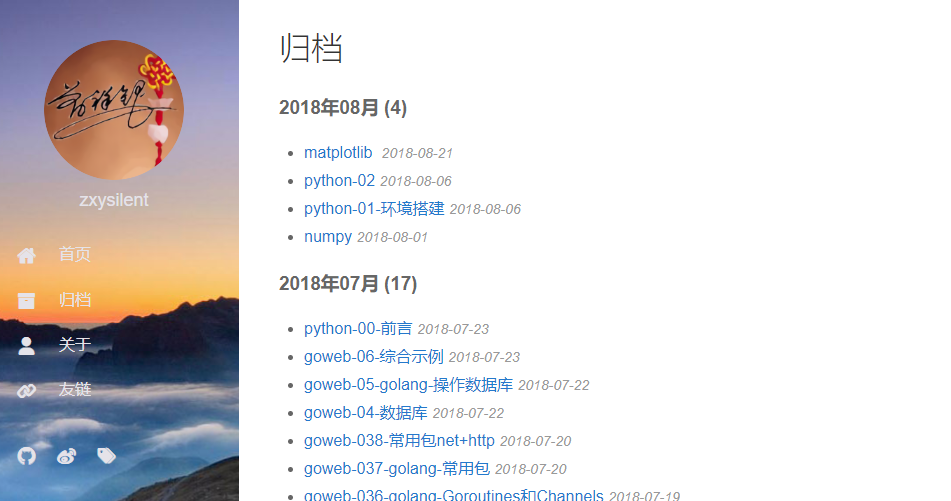 zxysilent
首页
归档
关于
友链
归档
2018年08月 (4)
matplotlib 2018-08-21
python-02 2018-08-06
python-01-环境搭建 2018-08-06
numpy 2018-08-01
2018年07月 (17)
python-00-前言 2018-07-23
goweb-06-综合示例 2018-07-23
goweb-05-golang-操作数据库 2018-07-22
goweb-04-数据库 2018-07-22
goweb-038-常用包net+http 2018-07-20
goweb-037-golang-常用包 2018-07-20
goweb-036-golang-Goroutines和Channels 2018-07-19